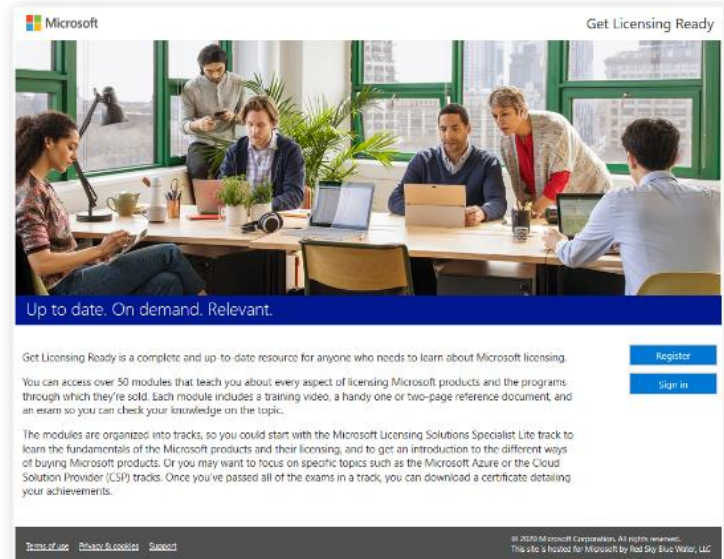 Microsoft
Get Licensing Ready
Up to date. On demand. Relevant.
Get Licensing Ready is a complete and up-to-date resource for anyone who needs to learn about Microsoft licensing.
Register
You can access over 50 modules that teach you about every aspect of licensing Microsoft products and the programs
Sign in
through which they're sold. Each module includes a training video, a handy one or two-page reference document, and
an exam so you can check your knowledge on the topic.
The modules are organized into tracks, so you could start with the Microsoft Licensing Solutions Specialist Lite track to
learn the fundamentals of the Microsoft products and their licensing, and to get an introduction to the different ways
of buying Microsoft products. Or you may want to focus on specific topics such as the Microsoft Azure or the Cloud
Solution Provider (CSP) tracks. Once you've passed all of the exams in a track, you can download a certificate detailing
your achievements.
Terms of use Privacy & cookies Support
© 2020 Microsoft Corporation. All rights reserved.
This site is hosted for Microsoft by Red Sky Blue Water, LLC